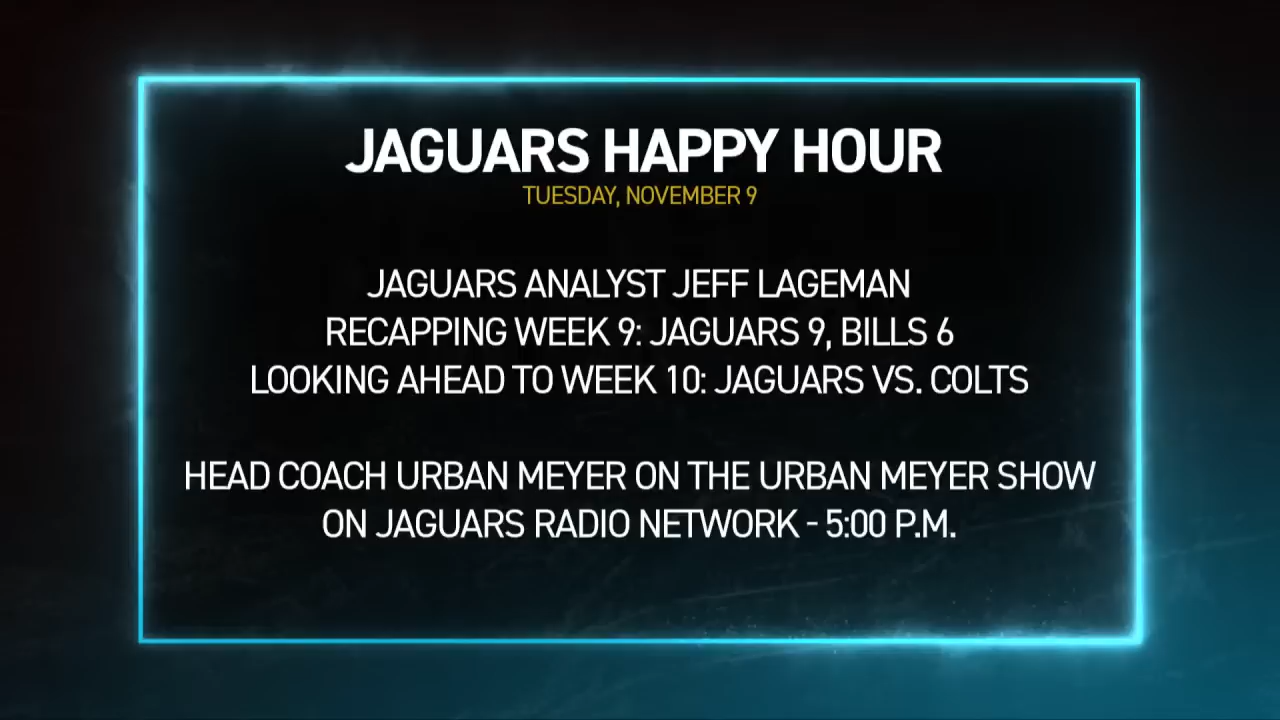 JAGUARS HAPPY HOUR
TUESDAY, NOVEMBER 9
JAGUARS ANALYST JEFF LAGEMAN
RECAPPING WEEK 9: JAGUARS 9, BILLS 6
LOOKING AHEAD TO WEEK 10: JAGUARS VS. COLTS
HEAD COACH URBAN MEYER ON THE URBAN MEYER SHOW
ON JAGUARS RADIO NETWORK - 5:00 P.M.